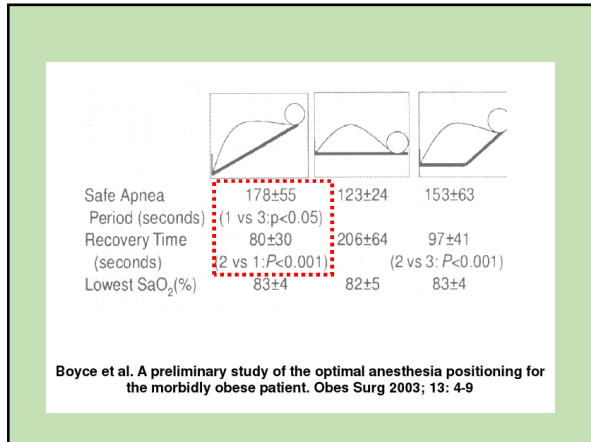 Safe Apnea 178±55 123±24 153±63
Period (seconds) (1 vs 3:p<0.05)
Recovery Time 80±30 206±64 97±41
(seconds) (2 vs 1:P<0.001) (2 vs 3: P<0.001)
Lowest SaO₂(%) 83±4 82±5 83±4
Boyce et al. A preliminary study of the optimal anesthesia positioning for
the morbidly obese patient. Obes Surg 2003; 13: 4-9